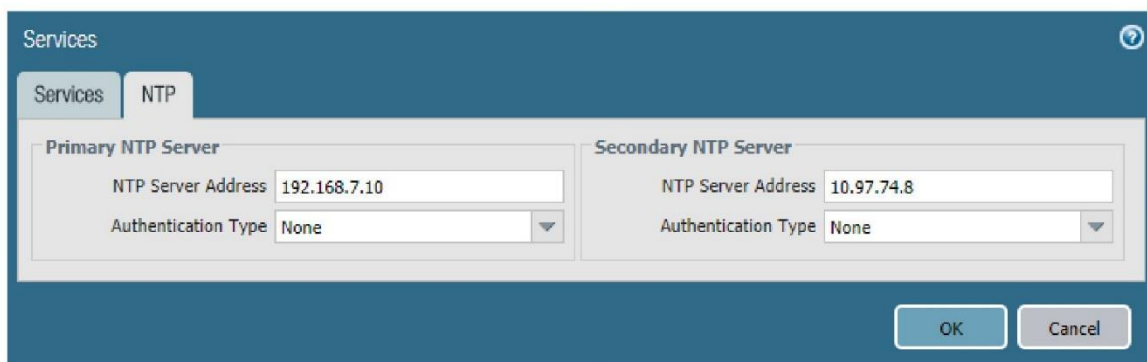 Services
Services NTP
Primary NTP Server Secondary NTP Server
NTP Server Address 192.168.7.10 NTP Server Address 10.97.74.8
Authentication Type None Authentication Type None
OK Cancel